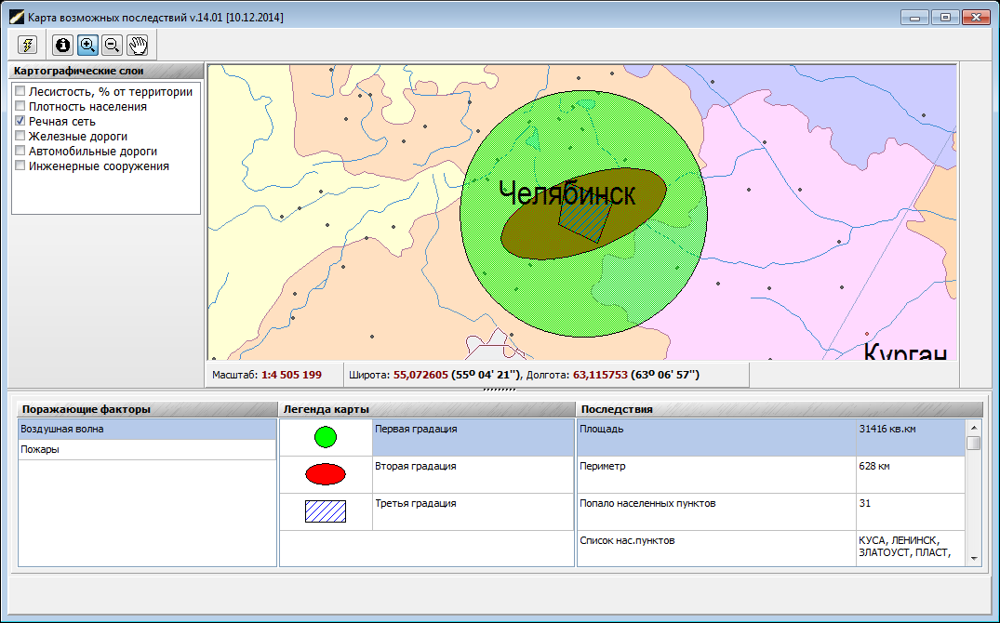 Карта возможных последствий v.14.01 [10.12.2014]
Картографические слои
Лесистость, % от территории
Плотность населения
Речная сеть
Железные дороги
Автомобильные дороги
Инженерные сооружения
Челябинск
Курган
Масштаб: 1:4 505 199
Широта: 55,072605 (55º 04' 21"), Долгота: 63,115753 (63º 06' 57")
Поражающие факторы
Воздушная волна
Пожары
Легенда карты
Первая градация
Вторая градация
Третья градация
Последствия
Площадь 31416 кв.км
Периметр 628 км
Попало населенных пунктов 31
Список нас.пунктов КУСА, ЛЕНИНСК,
ЗЛАТОУСТ, ПЛАСТ,